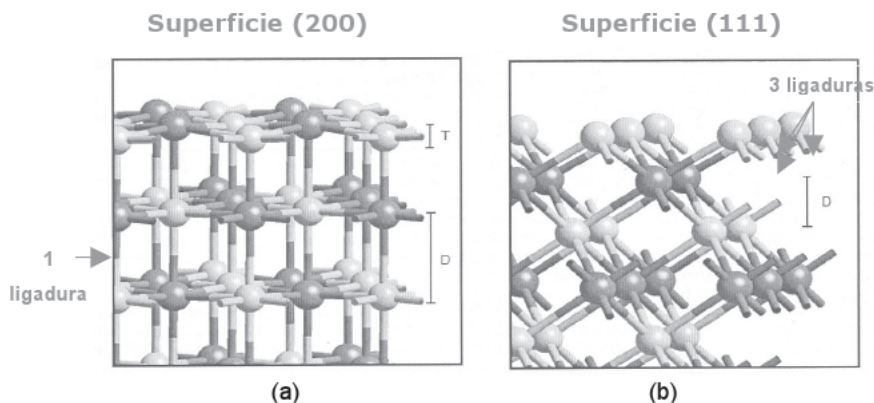 Superficie (200)
Superficie (111)
3 ligaduras
T
D
D
1
ligadura
(a)
(b)